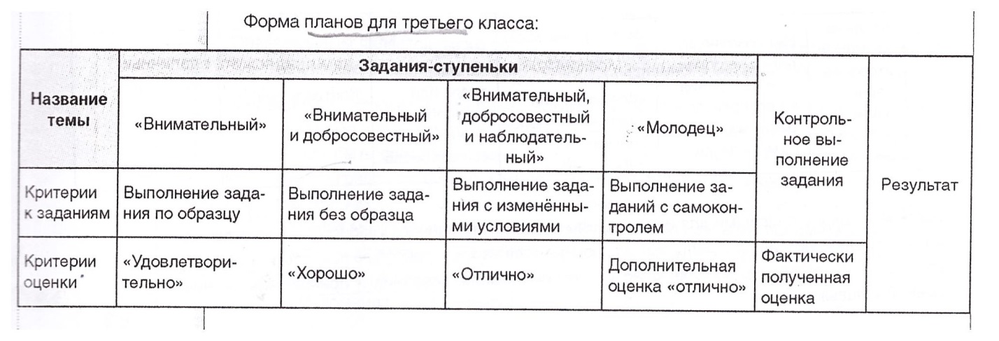 Форма планов для третьего класса:
Задания-ступеньки
Название
темы
«Внимательный»
«Внимательный
и добросовестный»
«Внимательный,
добросовестный
и наблюдатель-
ный»
«Молодец»
Контроль-
ное вы-
полнение
задания
Результат
Критерии
к заданиям
Выполнение зада-
ния по образцу
Выполнение зада-
ния без образца
Выполнение зада-
ния с изменённы-
ми условиями
Выполнение за-
даний с самокон-
тролем
Критерии
оценки
«Удовлетвори-
тельно»
«Хорошо»
«Отлично»
Дополнительная
оценка «отлично»
Фактически
полученная
оценка